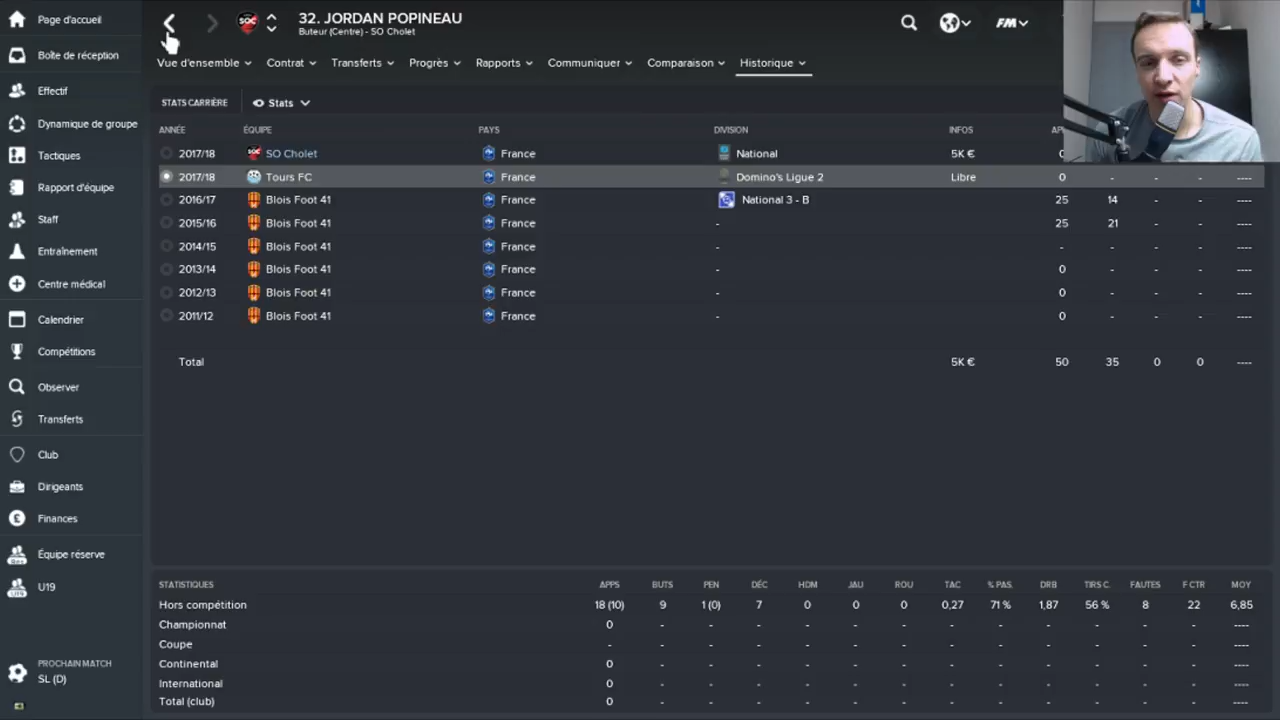 Page d'accueil
Boîte de réception
Effectif
Dynamique de groupe
Tactiques
Rapport d'équipe
Staff
Entraînement
Centre médical
Calendrier
Compétitions
Observer
Transferts
Club
Dirigeants
Finances
Équipe réserve
U19
PROCHAIN MATCH
SL (D)
32. JORDAN POPINEAU
Buteur (Centre) - SO Cholet
FM
Vue d'ensemble Contrat Transferts Progrès Rapports Communiquer Comparaison Historique
STATS CARRIÈRE Stats
ANNÉE ÉQUIPE PAYS DIVISION INFOS
2017/18 SO Cholet France National 5K €
2017/18 Tours FC France Domino's Ligue 2 Libre 0 - - - ----
2016/17 Blois Foot 41 France National 3 - B 25 14 - - ----
2015/16 Blois Foot 41 France - 25 21 - - ----
2014/15 Blois Foot 41 France - - - - - ----
2013/14 Blois Foot 41 France - 0 - - - ----
2012/13 Blois Foot 41 France - 0 - - - ----
2011/12 Blois Foot 41 France - 0 - - - ----
Total 5K € 50 35 0 0 ----
STATISTIQUES APPS BUTS PEN DÉC HDM JAU ROU TAC % PAS. DRB TIRS C. FAUTES F CTR MOY
Hors compétition 18 (10) 9 1 (0) 7 0 0 0 0,27 71 % 1,87 56 % 8 22 6,85
Championnat 0 - - - - - - - - - - - - ----
Coupe - - - - - - - - - - - - - ----
Continental 0 - - - - - - - - - - - - ----
International 0 - - - - - - - - - - - - ----
Total (club) 0 - - - - - - - - - - - - ----